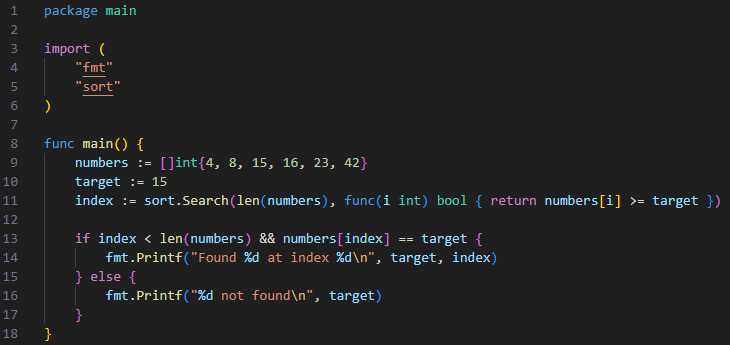 1 package main
2
3 import (
4     "fmt"
5     "sort"
6 )
7
8 func main() {
9     numbers := []int{4, 8, 15, 16, 23, 42}
10     target := 15
11     index := sort.Search(len(numbers), func(i int) bool { return numbers[i] >= target })
12
13     if index < len(numbers) && numbers[index] == target {
14         fmt.Printf("Found %d at index %d\n", target, index)
15     } else {
16         fmt.Printf("%d not found\n", target)
17     }
18 }